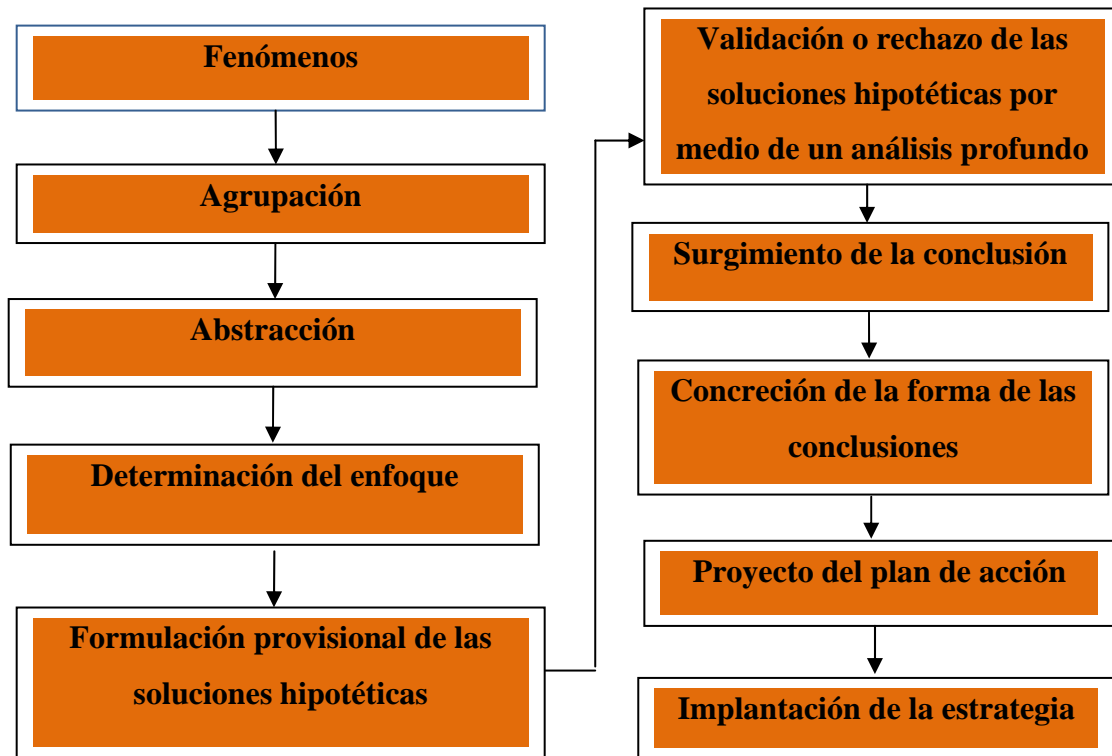 Fenómenos
Agrupación
Abstracción
Determinación del enfoque
Formulación provisional de las
soluciones hipotéticas
Validación o rechazo de las
soluciones hipotéticas por
medio de un análisis profundo
Surgimiento de la conclusión
Concreción de la forma de las
conclusiones
Proyecto del plan de acción
Implantación de la estrategia